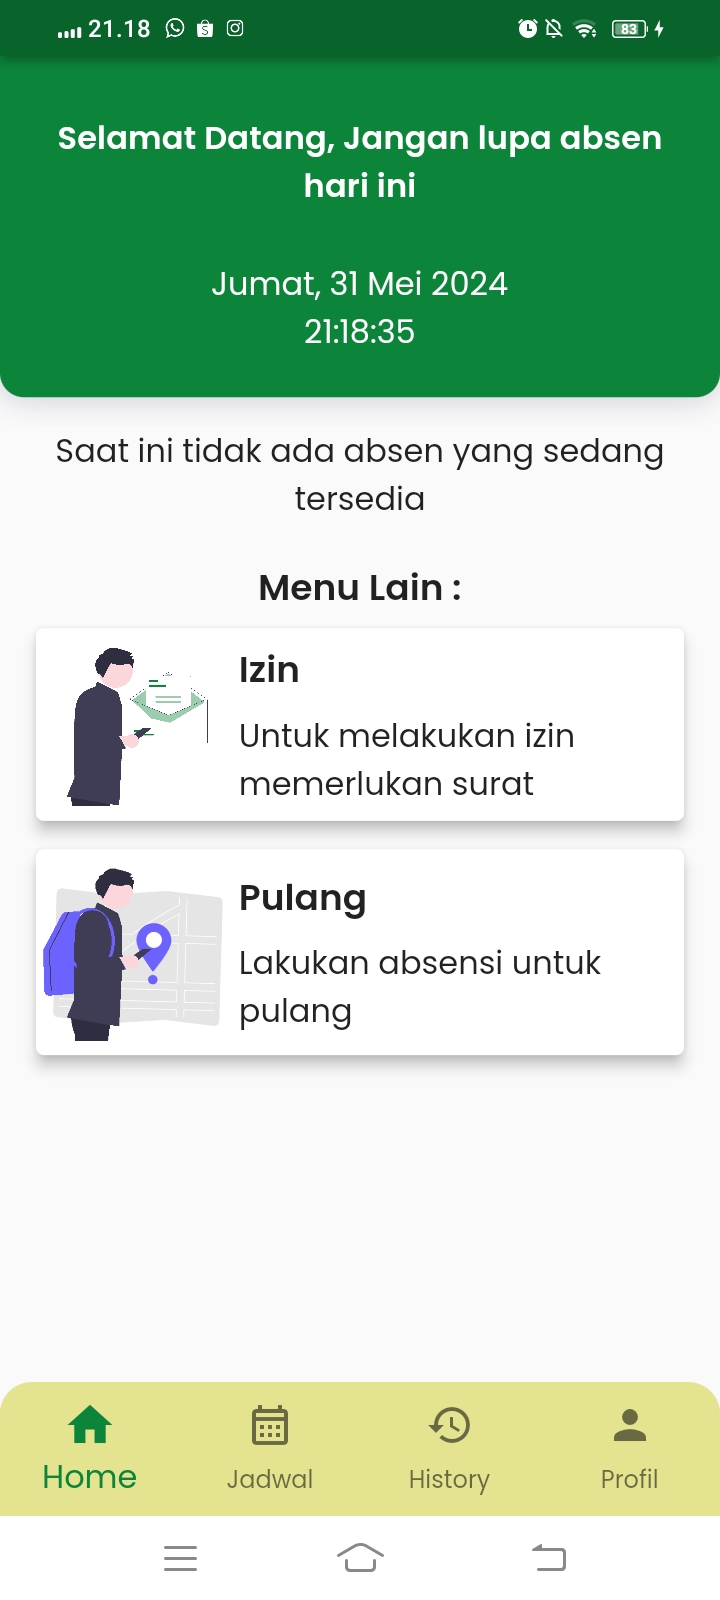 21.18
83
Selamat Datang, Jangan lupa absen
hari ini
Jumat, 31 Mei 2024
21:18:35
Saat ini tidak ada absen yang sedang
tersedia
Menu Lain :
Izin
Untuk melakukan izin
memerlukan surat
Pulang
Lakukan absensi untuk
pulang
Home
Jadwal
History
Profil